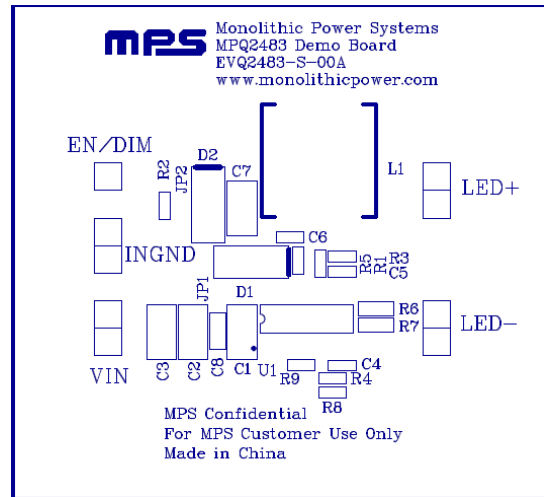 mps
Monolithic Power Systems
MPQ2483 Demo Board
EVQ2483-S-00A
www.monolithicpower.com
EN/DIM
R2
JP2
D2
C7
L1
LED+
INGND
C6
R5
R1
R3
C5
JP1
D1
R6
R7
LED-
VIN
C3
C2
C8
C1
U1
R9
C4
R4
R8
MPS Confidential
For MPS Customer Use Only
Made in China